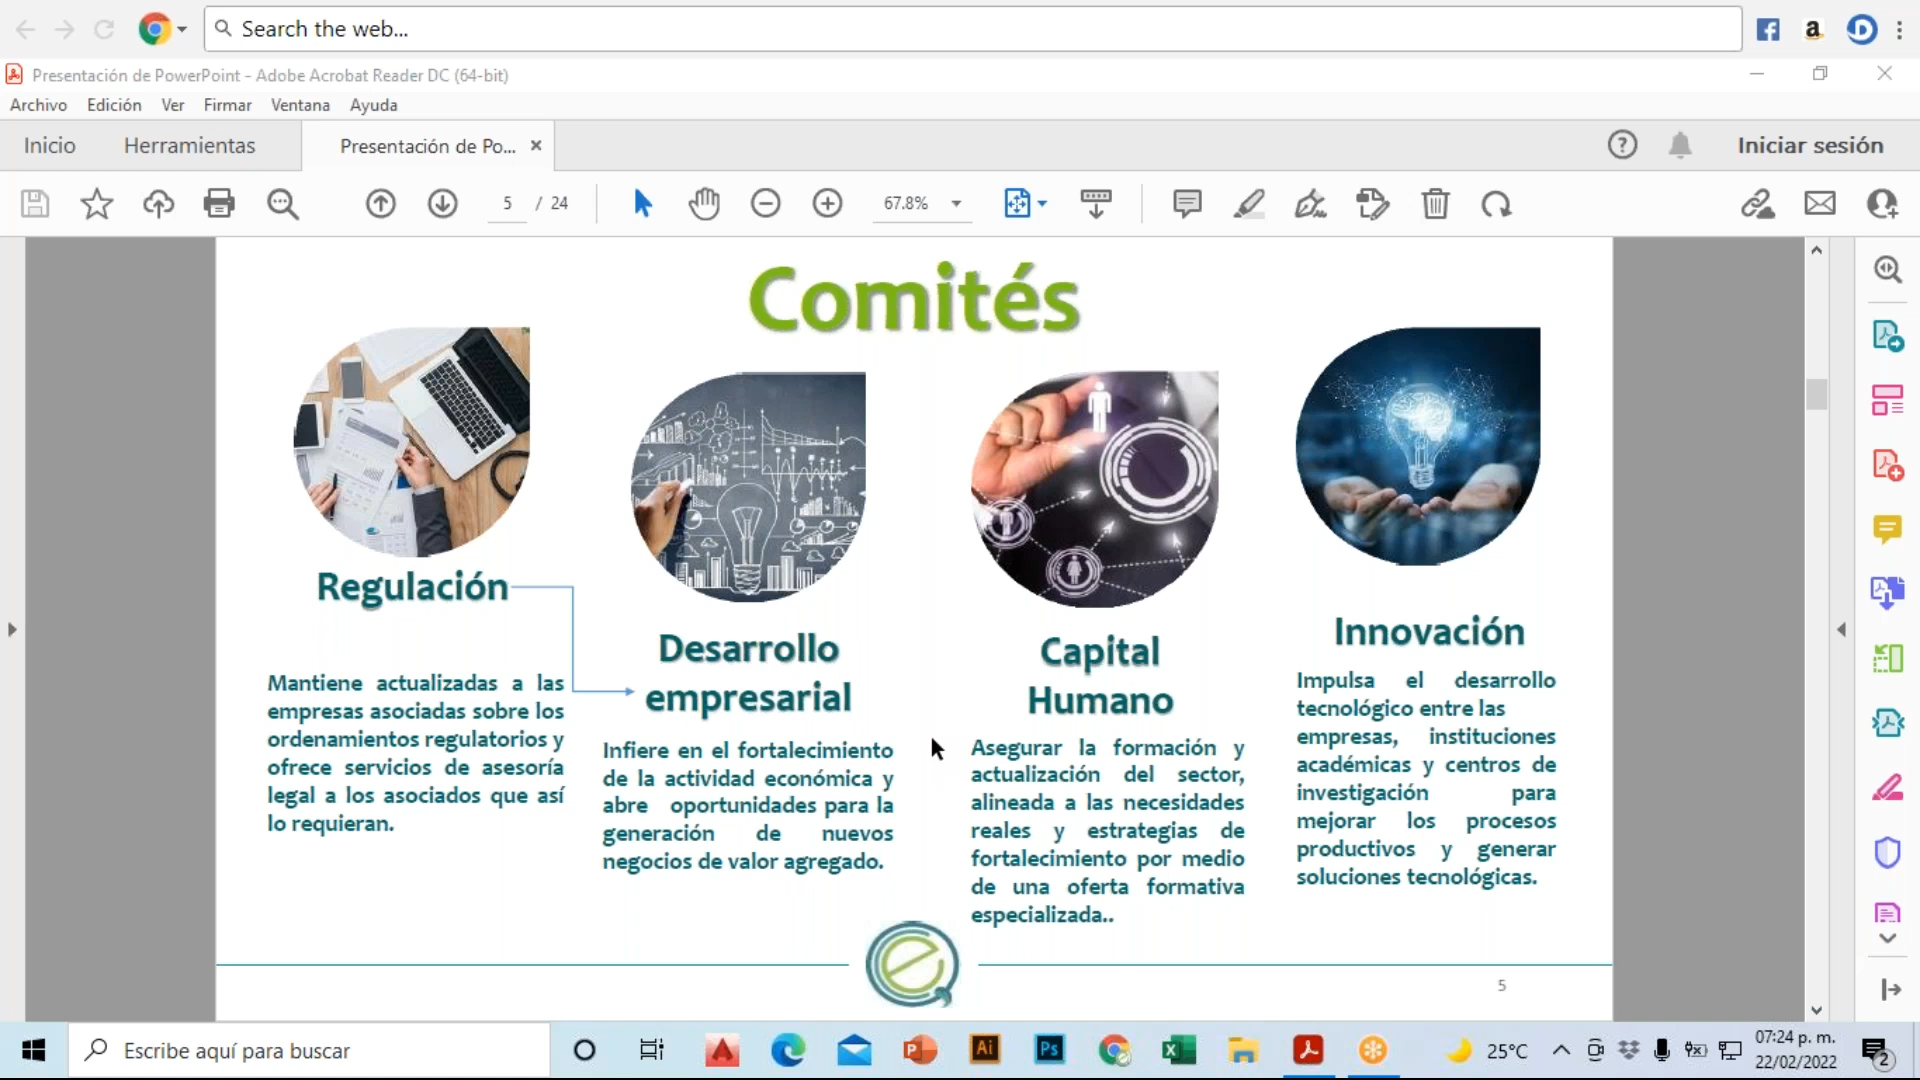 Search the web...
Presentación de PowerPoint - Adobe Acrobat Reader DC (64-bit)
Archivo Edición Ver Firmar Ventana Ayuda
Inicio Herramientas Presentación de Po... Iniciar sesión
5 / 24 67.8%
Comités
Regulación
Mantiene actualizadas a las
empresas asociadas sobre los
ordenamientos regulatorios y
ofrece servicios de asesoría
legal a los asociados que así
lo requieran.
Desarrollo
empresarial
Infiere en el fortalecimiento
de la actividad económica y
abre oportunidades para la
generación de nuevos
negocios de valor agregado.
Capital
Humano
Asegurar la formación y
actualización del sector,
alineada a las necesidades
reales y estrategias de
fortalecimiento por medio
de una oferta formativa
especializada..
Innovación
Impulsa el desarrollo
tecnológico entre las
empresas, instituciones
académicas y centros de
investigación para
mejorar los procesos
productivos y generar
soluciones tecnológicas.
5
Escribe aquí para buscar
Ai
Ps
25°C
07:24 p. m.
22/02/2022
2